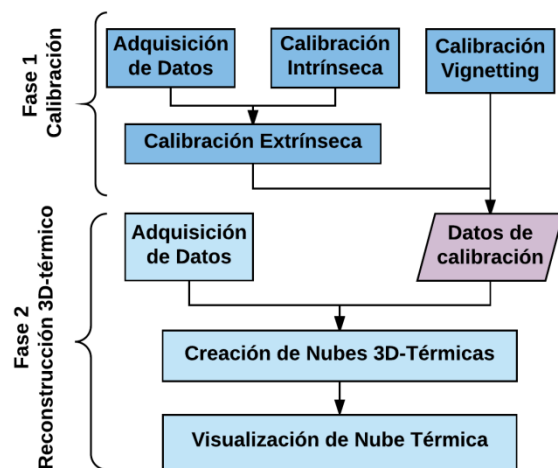 Fase 1
Calibración
Adquisición
de Datos
Calibración
Intrínseca
Calibración
Vignetting
Calibración Extrínseca
Fase 2
Reconstrucción 3D-térmico
Adquisición
de Datos
Datos de
calibración
Creación de Nubes 3D-Térmicas
Visualización de Nube Térmica